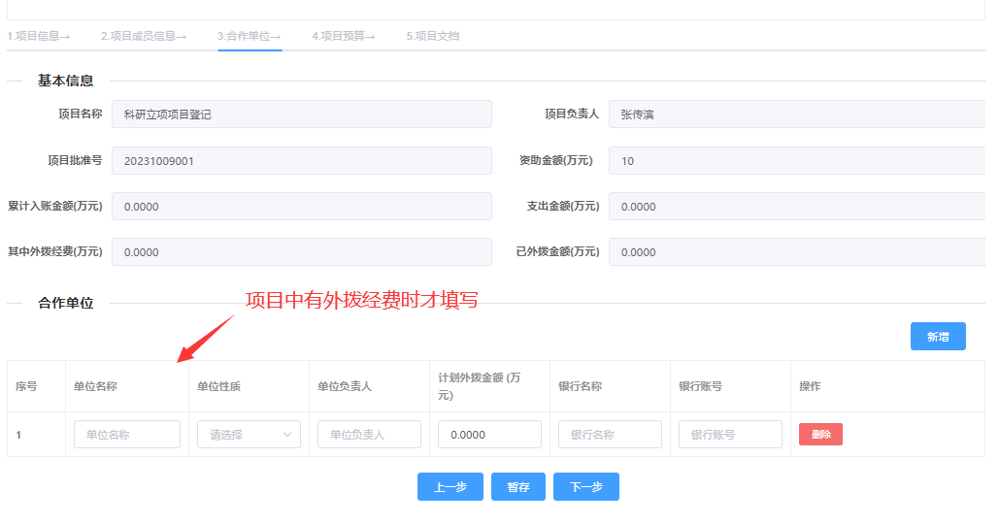 1.项目信息→ 2.项目成员信息→ 3.合作单位→ 4.项目预算→ 5.项目文档
基本信息
项目名称 科研立项项目登记 项目负责人 张传滨
项目批准号 20231009001 资助金额(万元) 10
累计入账金额(万元) 0.0000 支出金额(万元) 0.0000
其中外拨经费(万元) 0.0000 已外拨金额(万元) 0.0000
合作单位 项目中有外拨经费时才填写
新增
序号 单位名称 单位性质 单位负责人 计划外拨金额 (万
元) 银行名称 银行账号 操作
1 单位名称 请选择 单位负责人 0.0000 银行名称 银行账号 删除
上一步 暂存 下一步